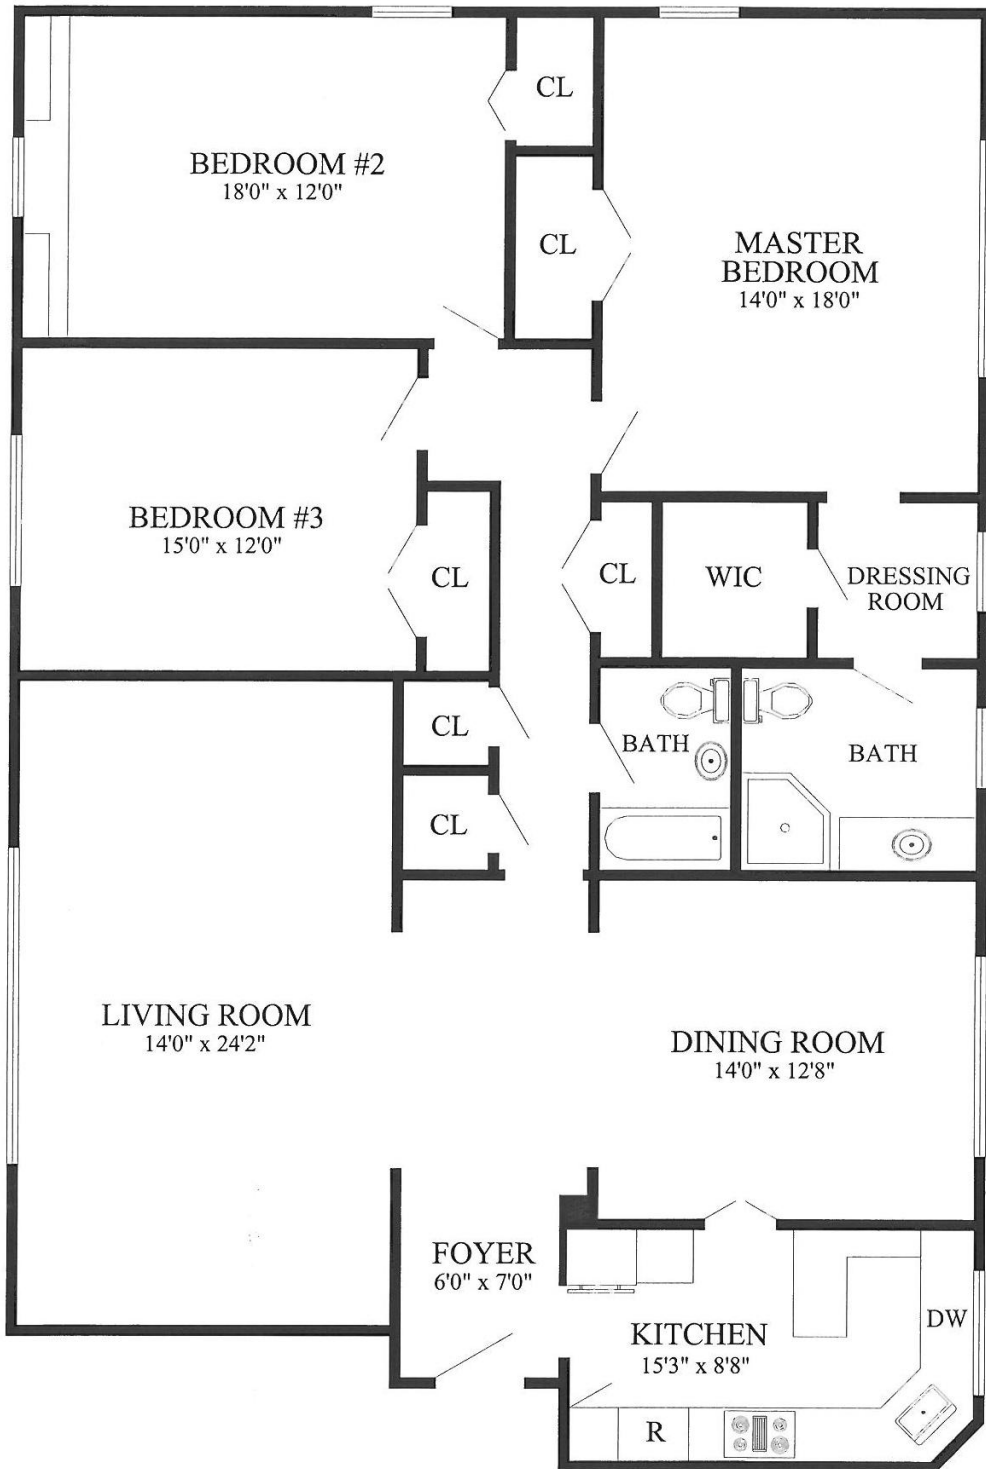 CL
BEDROOM #2
18'0" x 12'0"
CL
MASTER
BEDROOM
14'0" x 18'0"
BEDROOM #3
15'0" x 12'0"
CL
CL
WIC
DRESSING
ROOM
CL
BATH
BATH
CL
LIVING ROOM
14'0" x 24'2"
DINING ROOM
14'0" x 12'8"
FOYER
6'0" x 7'0"
KITCHEN
15'3" x 8'8"
DW
R